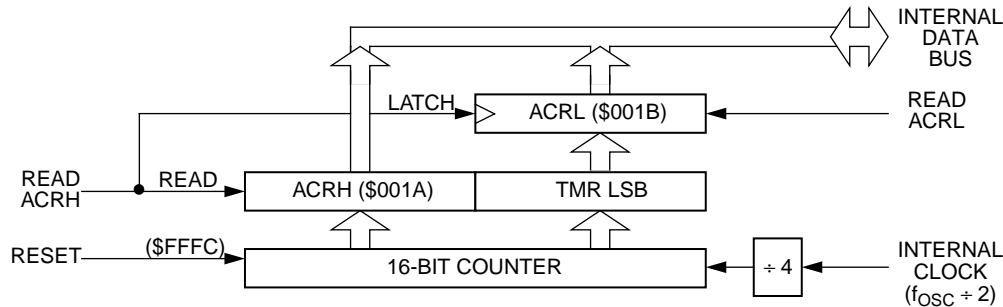 INTERNAL
DATA
BUS
LATCH
ACRL ($001B)
READ
ACRL
READ
ACRH
READ
ACRH ($001A)
TMR LSB
RESET
($FFFC)
16-BIT COUNTER
÷ 4
INTERNAL
CLOCK
(fOSC ÷ 2)